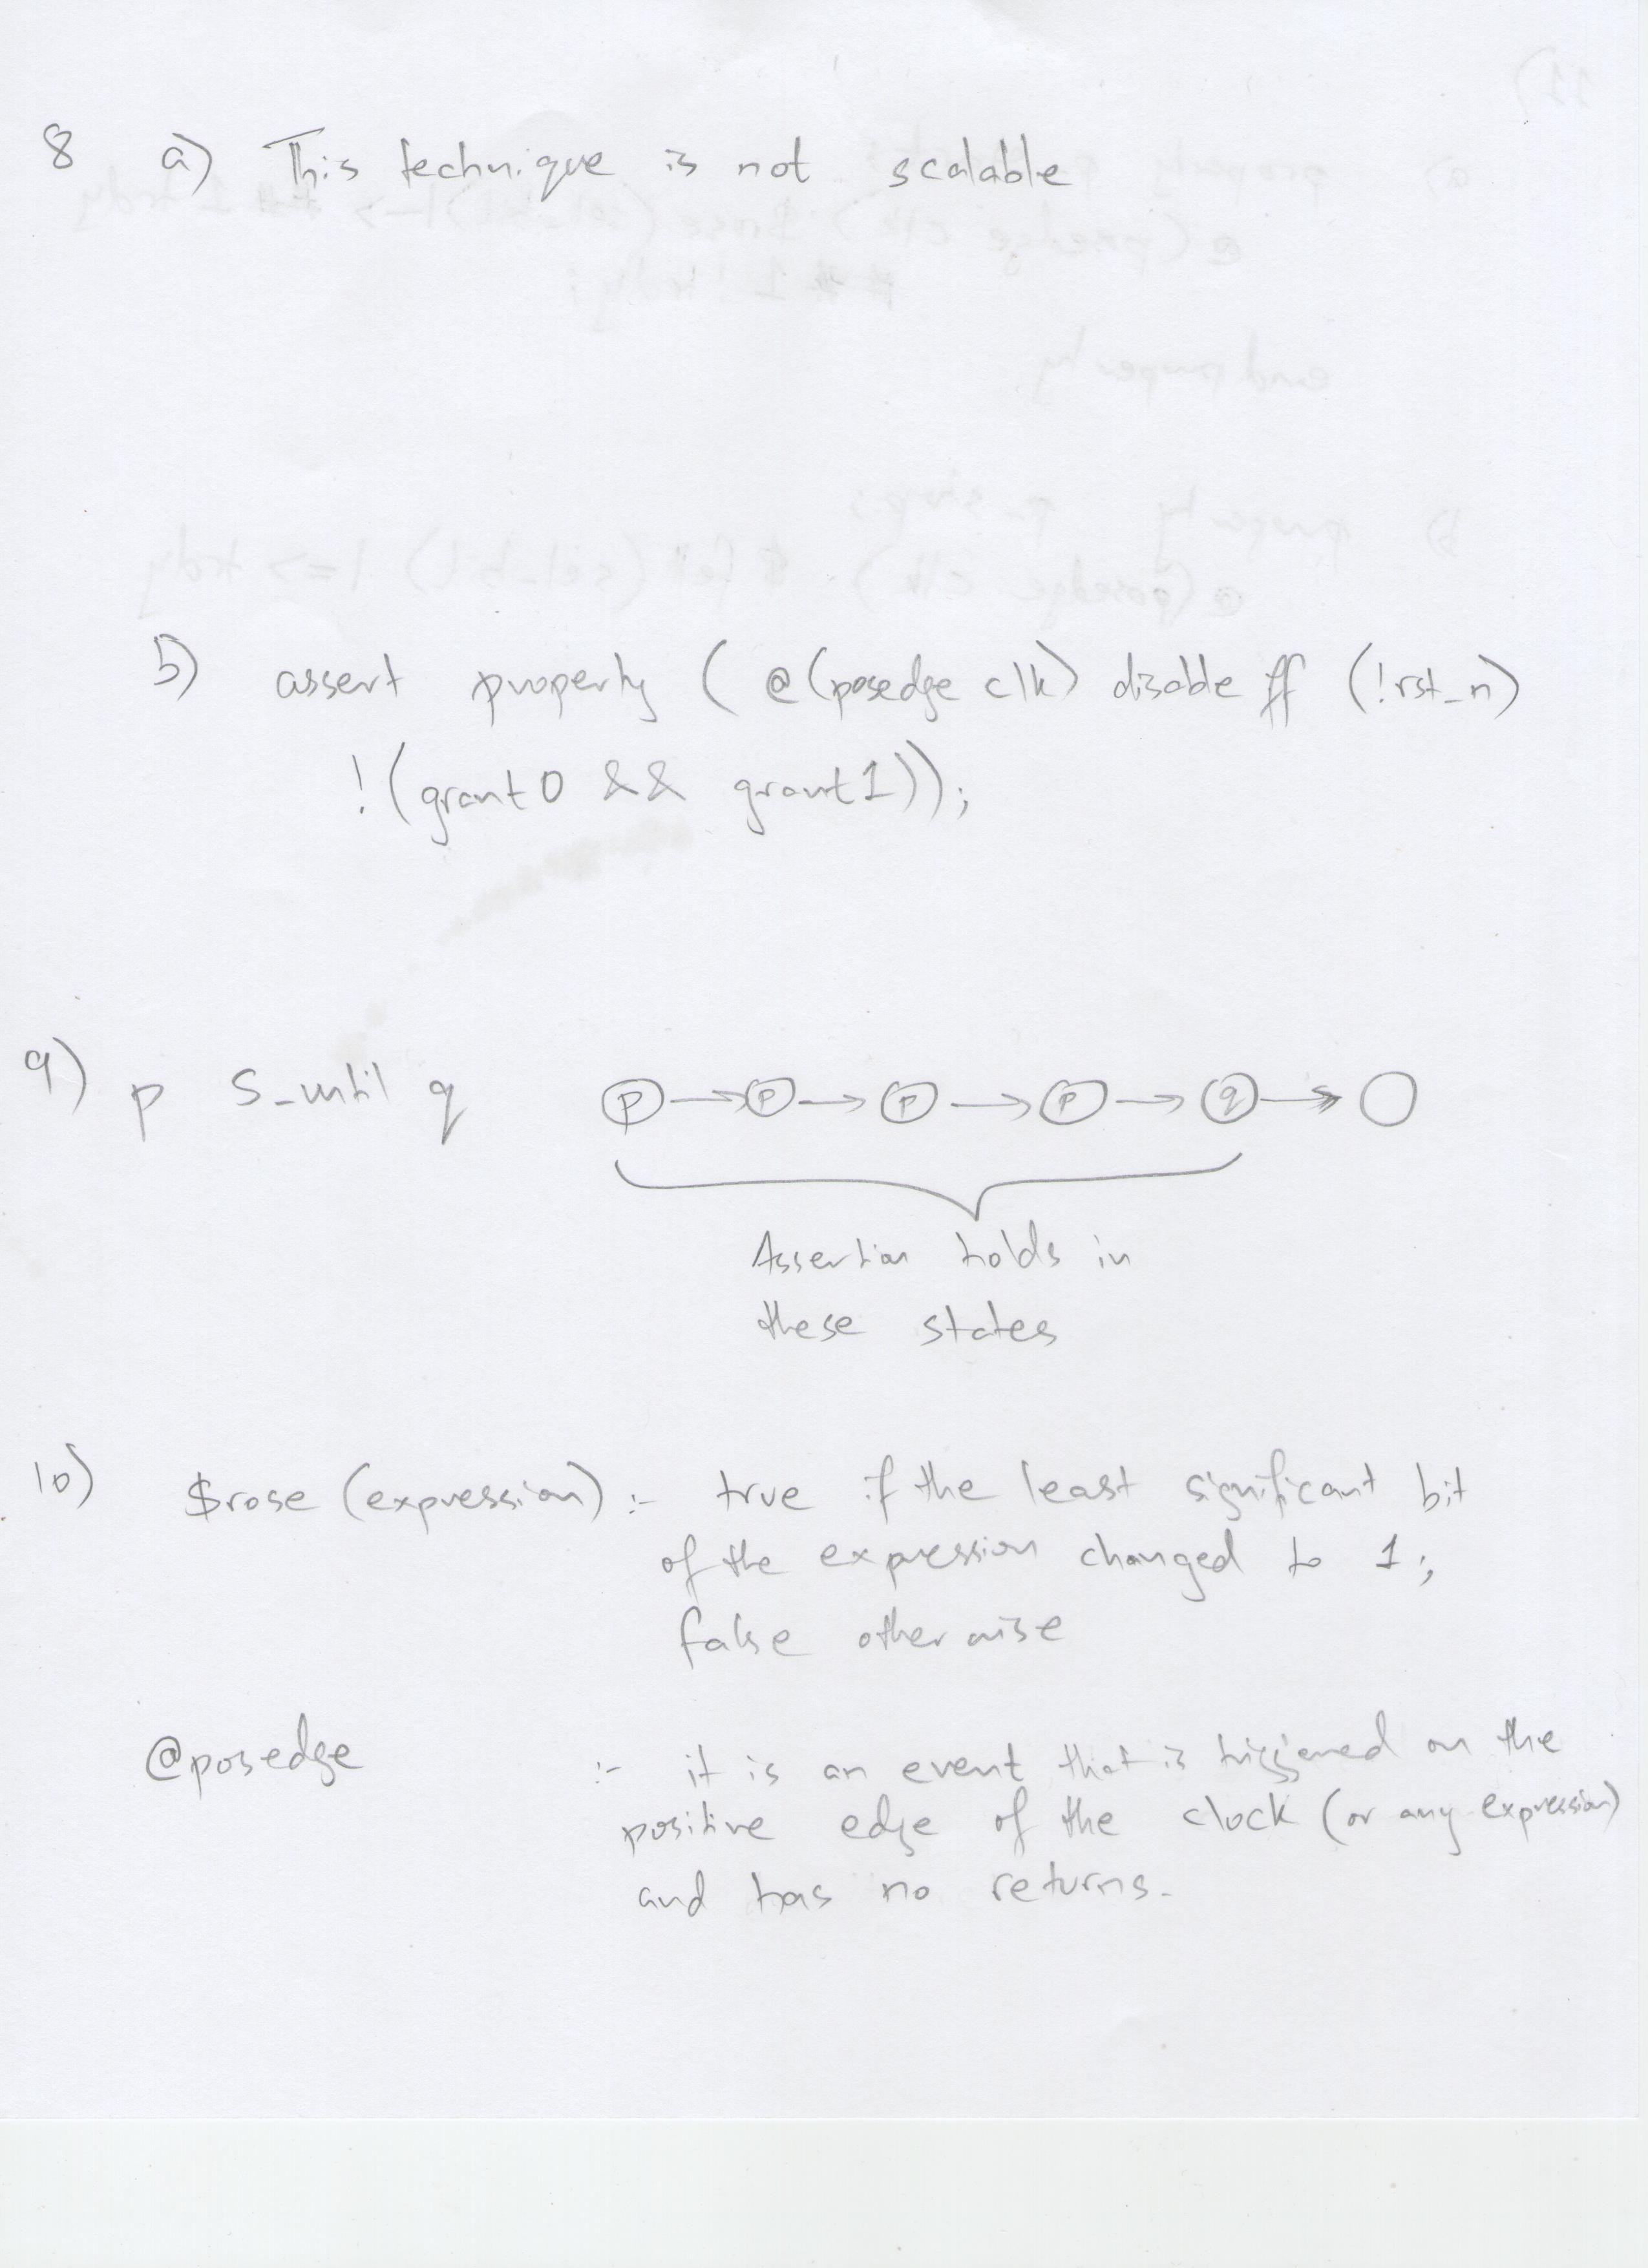 8 a) This technique is not scalable
b) assert property ( @(posedge clk) disable iff (!rst_n)
!(grant0 && grant1));
9) p s_until q p → p → p → p → q → ○
Assertion holds in
these states
10) $rose (expression) :- true if the least significant bit
of the expression changed to 1;
false otherwise
@posedge :- it is an event that is triggered on the
positive edge of the clock (or any expression)
and has no returns.